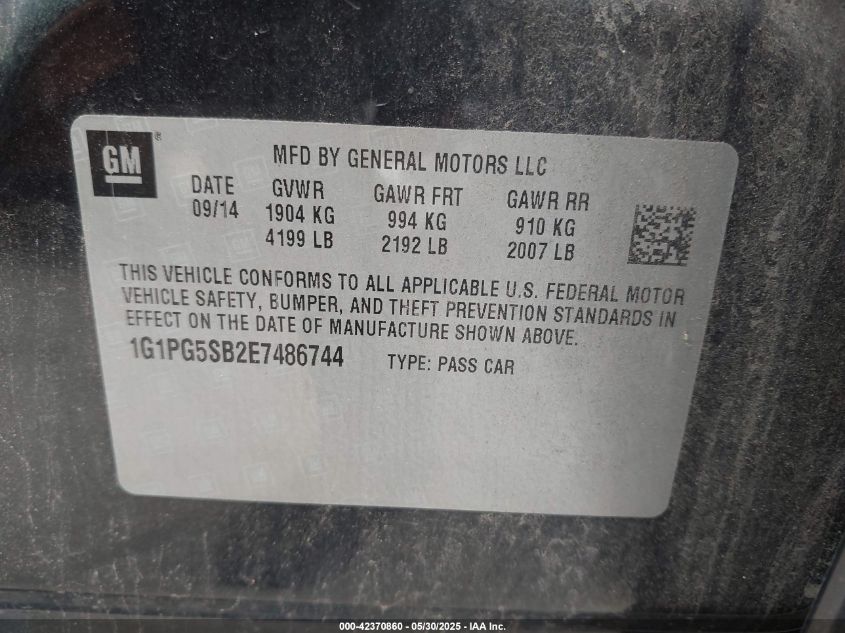 GM®
MFD BY GENERAL MOTORS LLC
DATE GVWR GAWR FRT GAWR RR
09/14 1904 KG 994 KG 910 KG
4199 LB 2192 LB 2007 LB
THIS VEHICLE CONFORMS TO ALL APPLICABLE U.S. FEDERAL MOTOR
VEHICLE SAFETY, BUMPER, AND THEFT PREVENTION STANDARDS IN
EFFECT ON THE DATE OF MANUFACTURE SHOWN ABOVE.
1G1PG5SB2E7486744 TYPE: PASS CAR
000-42370860 - 05/30/2025 - IAA Inc.